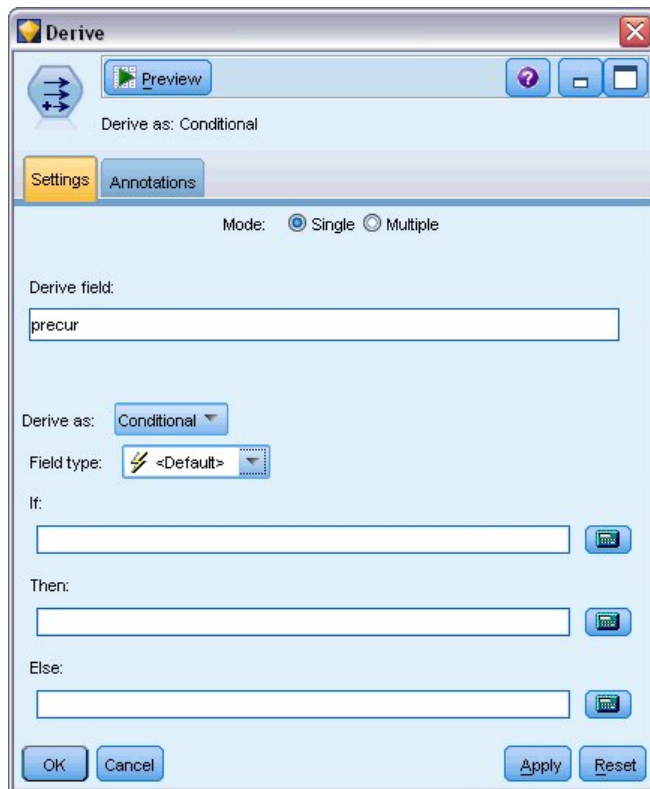 Derive
Preview
Derive as: Conditional
Settings Annotations
Mode: Single Multiple
Derive field:
precur
Derive as: Conditional
Field type: <Default>
If:
Then:
Else:
OK Cancel Apply Reset